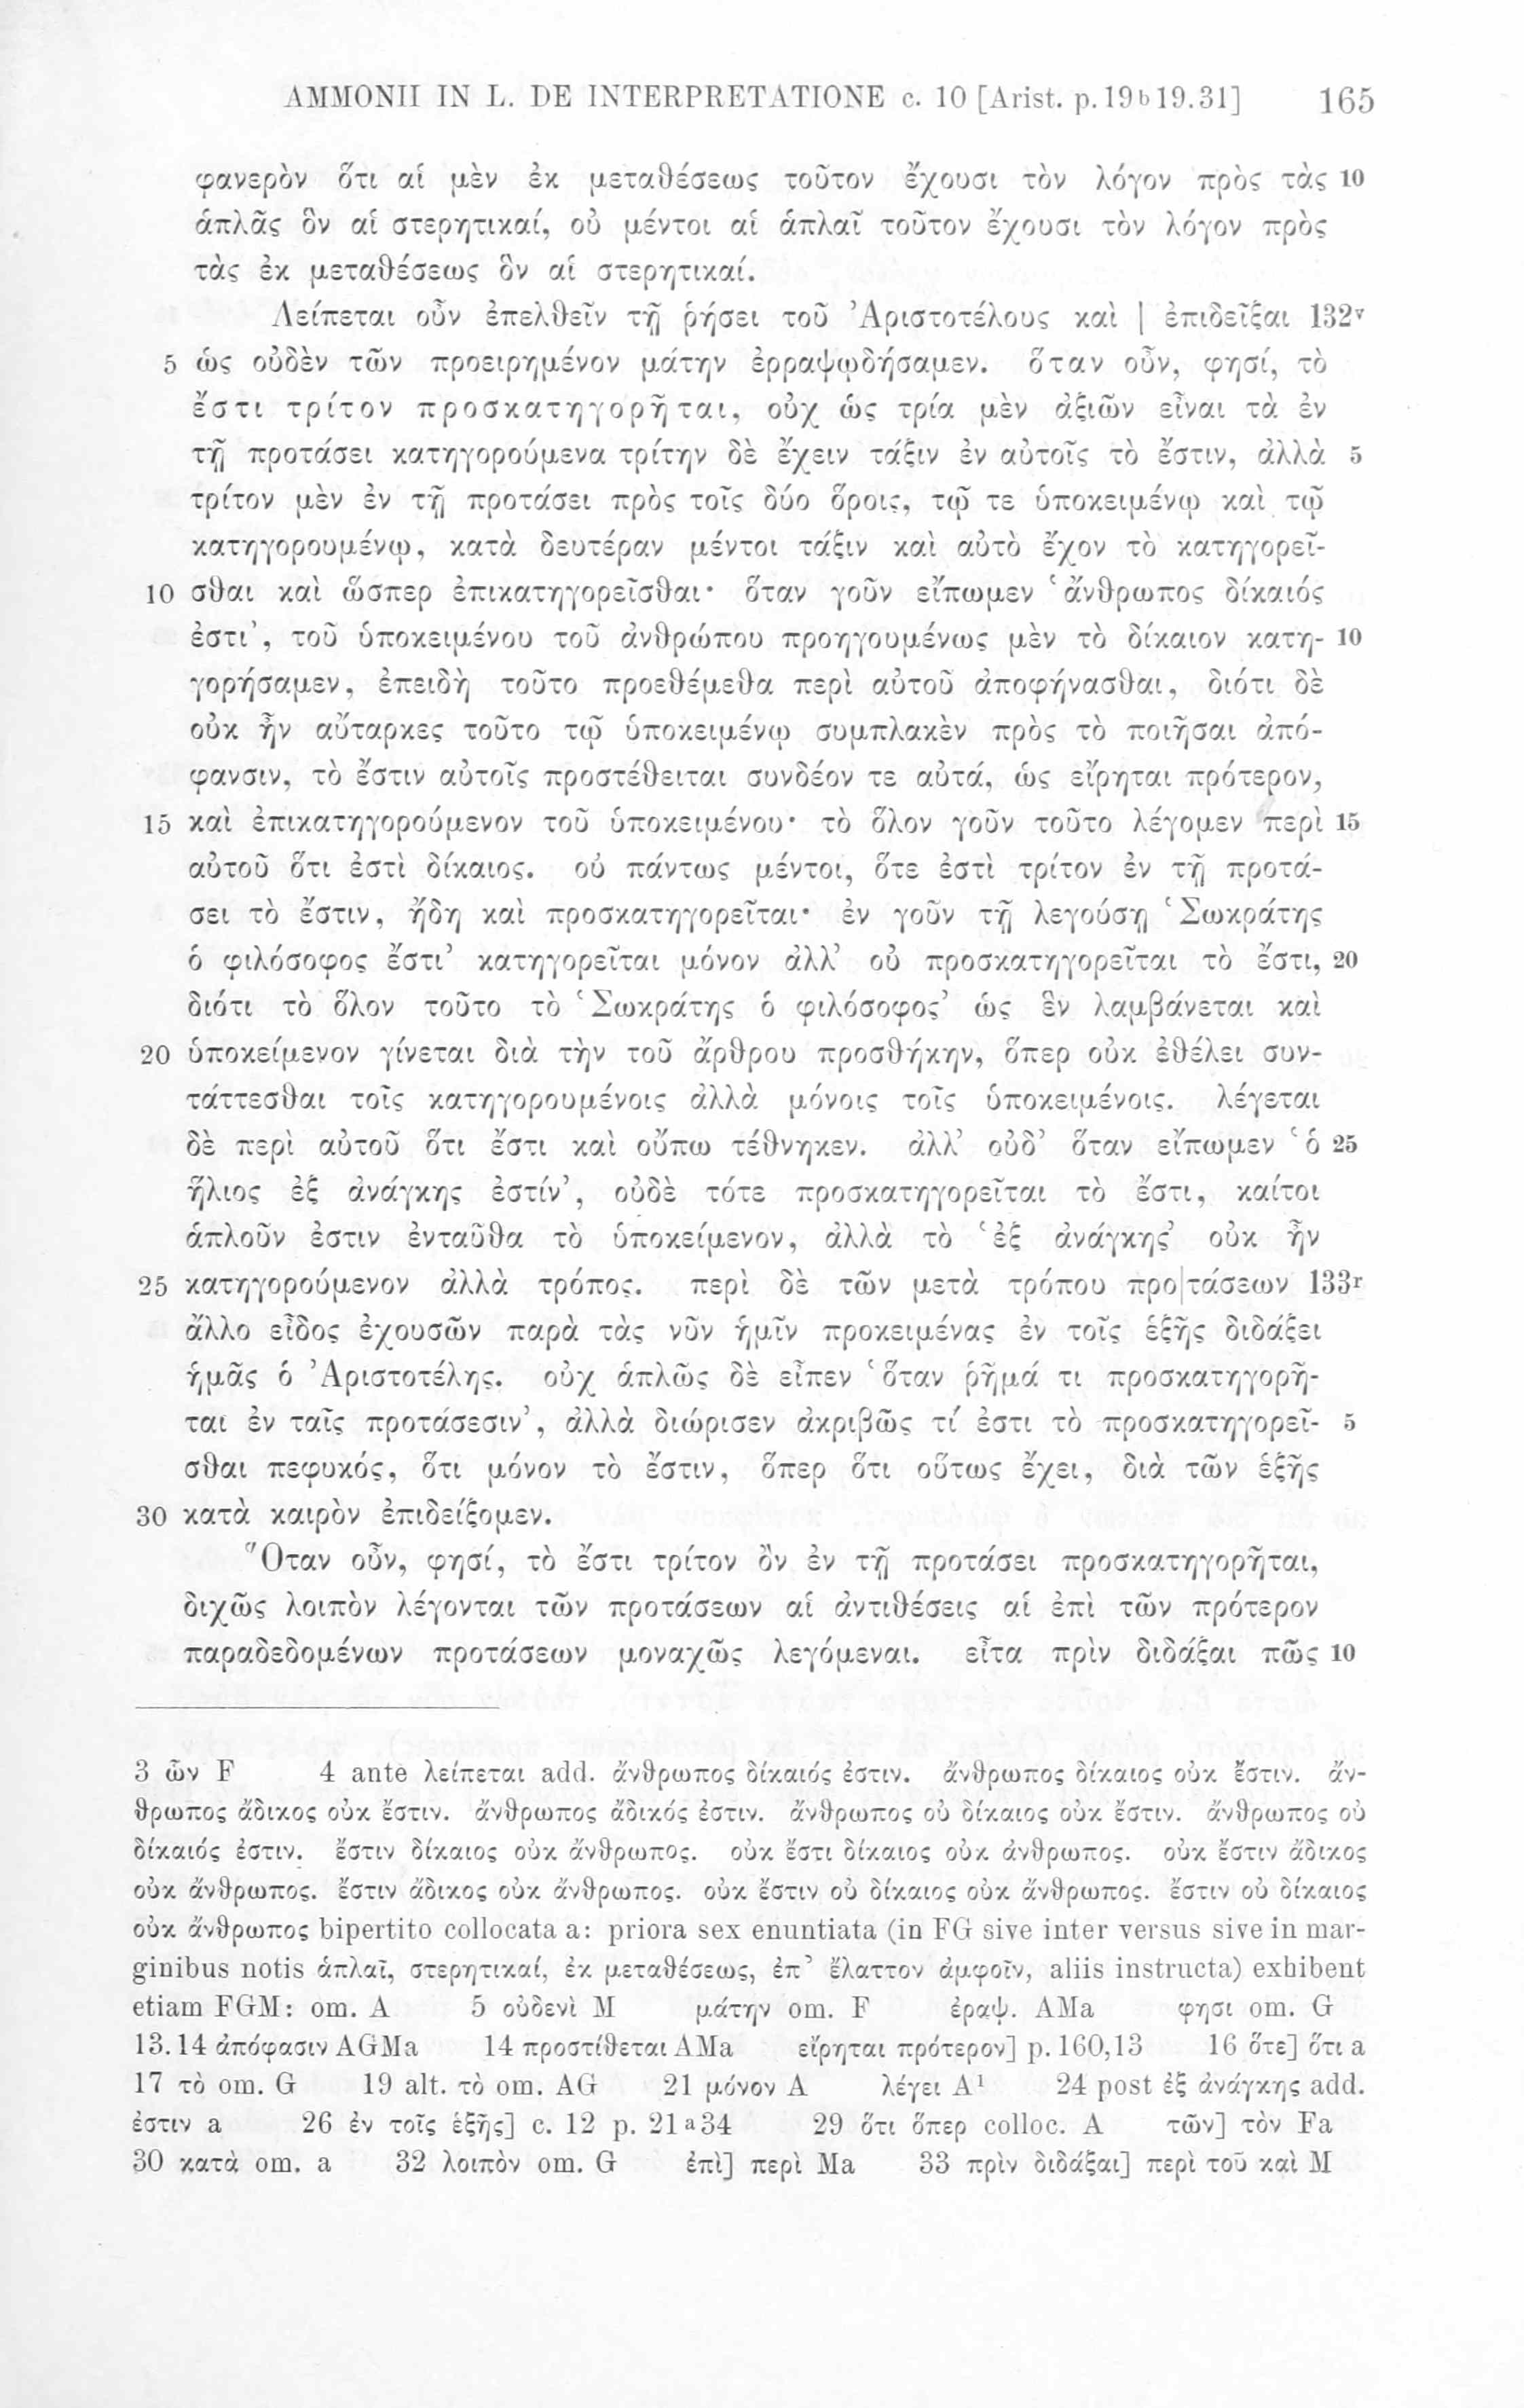 AMMONII IN L. DE INTERPRETATIONE c. 10 [Arist. p. 19b19.31] 165
φανερὸν ὅτι αἱ μὲν ἐκ μεταθέσεως τοῦτον ἔχουσι τὸν λόγον πρὸς τὰς 10
ἁπλᾶς ὃν αἱ στερητικαί, οὐ μέντοι αἱ ἁπλαῖ τοῦτον ἔχουσι τὸν λόγον πρὸς
τὰς ἐκ μεταθέσεως ὃν αἱ στερητικαί.
Λείπεται οὖν ἐπελθεῖν τῇ ῥήσει τοῦ Ἀριστοτέλους καὶ | ἐπιδεῖξαι 132v
5 ὡς οὐδὲν τῶν προειρημένον μάτην ἐρραψῳδήσαμεν. ὅταν οὖν, φησί, τὸ
ἔστι τρίτον προσκατηγορῆται, οὐχ ὡς τρία μὲν ἀξιῶν εἶναι τὰ ἐν
τῇ προτάσει κατηγορούμενα τρίτην δὲ ἔχειν τάξιν ἐν αὐτοῖς τὸ ἔστιν, ἀλλὰ 5
τρίτον μὲν ἐν τῇ προτάσει πρὸς τοῖς δύο ὅροις, τῷ τε ὑποκειμένῳ καὶ τῷ
κατηγορουμένῳ, κατὰ δευτέραν μέντοι τάξιν καὶ αὐτὸ ἔχον τὸ κατηγορεῖ-
10 σθαι καὶ ὥσπερ ἐπικατηγορεῖσθαι· ὅταν γοῦν εἴπωμεν ‘ἄνθρωπος δίκαιός
ἐστι’, τοῦ ὑποκειμένου τοῦ ἀνθρώπου προηγουμένως μὲν τὸ δίκαιον κατη- 10
γορήσαμεν, ἐπειδὴ τοῦτο προεθέμεθα περὶ αὐτοῦ ἀποφήνασθαι, διότι δὲ
οὐκ ἦν αὔταρκες τοῦτο τῷ ὑποκειμένῳ συμπλακὲν πρὸς τὸ ποιῆσαι ἀπό-
φανσιν, τὸ ἔστιν αὐτοῖς προστέθειται συνδέον τε αὐτά, ὡς εἴρηται πρότερον,
15 καὶ ἐπικατηγορούμενον τοῦ ὑποκειμένου· τὸ ὅλον γοῦν τοῦτο λέγομεν περὶ 15
αὐτοῦ ὅτι ἐστὶ δίκαιος. οὐ πάντως μέντοι, ὅτε ἐστὶ τρίτον ἐν τῇ προτά-
σει τὸ ἔστιν, ἤδη καὶ προσκατηγορεῖται· ἐν γοῦν τῇ λεγούσῃ ‘Σωκράτης
ὁ φιλόσοφος ἔστι’ κατηγορεῖται μόνον ἀλλ’ οὐ προσκατηγορεῖται τὸ ἔστι, 20
διότι τὸ ὅλον τοῦτο τὸ ‘Σωκράτης ὁ φιλόσοφος’ ὡς ἓν λαμβάνεται καὶ
20 ὑποκείμενον γίνεται διὰ τὴν τοῦ ἄρθρου προσθήκην, ὅπερ οὐκ ἐθέλει συν-
τάττεσθαι τοῖς κατηγορουμένοις ἀλλὰ μόνοις τοῖς ὑποκειμένοις. λέγεται
δὲ περὶ αὐτοῦ ὅτι ἔστι καὶ οὔπω τέθνηκεν. ἀλλ’ οὐδ’ ὅταν εἴπωμεν ‘ὁ 25
ἥλιος ἐξ ἀνάγκης ἐστίν’, οὐδὲ τότε προσκατηγορεῖται τὸ ἔστι, καίτοι
ἁπλοῦν ἐστιν ἐνταῦθα τὸ ὑποκείμενον, ἀλλὰ τὸ ‘ἐξ ἀνάγκης’ οὐκ ἦν
25 κατηγορούμενον ἀλλὰ τρόπος. περὶ δὲ τῶν μετὰ τρόπου προ|τάσεων 133r
ἄλλο εἶδος ἐχουσῶν παρὰ τὰς νῦν ἡμῖν προκειμένας ἐν τοῖς ἑξῆς διδάξει
ἡμᾶς ὁ Ἀριστοτέλης. οὐχ ἁπλῶς δὲ εἶπεν ‘ὅταν ῥῆμά τι προσκατηγορῆ-
ται ἐν ταῖς προτάσεσιν’, ἀλλὰ διώρισεν ἀκριβῶς τί ἐστι τὸ προσκατηγορεῖ- 5
σθαι πεφυκός, ὅτι μόνον τὸ ἔστιν, ὅπερ ὅτι οὕτως ἔχει, διὰ τῶν ἑξῆς
30 κατὰ καιρὸν ἐπιδείξομεν.
Ὅταν οὖν, φησί, τὸ ἔστι τρίτον ὂν ἐν τῇ προτάσει προσκατηγορῆται,
διχῶς λοιπὸν λέγονται τῶν προτάσεων αἱ ἀντιθέσεις αἱ ἐπὶ τῶν πρότερον
παραδεδομένων προτάσεων μοναχῶς λεγόμεναι. εἶτα πρὶν διδάξαι πῶς 10
3 ὧν F 4 ante λείπεται add. ἄνθρωπος δίκαιός ἐστιν. ἄνθρωπος δίκαιος οὐκ ἔστιν. ἄν-
θρωπος ἄδικος οὐκ ἔστιν. ἄνθρωπος ἄδικός ἐστιν. ἄνθρωπος οὐ δίκαιος οὐκ ἔστιν. ἄνθρωπος οὐ
δίκαιός ἐστιν. ἔστιν δίκαιος οὐκ ἄνθρωπος. οὐκ ἔστι δίκαιος οὐκ ἀνθρωπος. οὐκ ἔστιν ἄδικος
οὐκ ἄνθρωπος. ἔστιν ἄδικος οὐκ ἄνθρωπος. οὐκ ἔστιν οὐ δίκαιος οὐκ ἄνθρωπος. ἔστιν οὐ δίκαιος
οὐκ ἄνθρωπος bipertito collocata a: priora sex enuntiata (in FG sive inter versus sive in mar-
ginibus notis ἁπλαῖ, στερητικαί, ἐκ μεταθέσεως, ἐπ’ ἔλαττον ἀμφοῖν, aliis instructa) exhibent
etiam FGM: om. A 5 οὐδενὶ M μάτην om. F ἐραψ. AMa φησι om. G
13.14 ἀπόφασιν AGMa 14 προστίθεται AMa εἴρηται πρότερον] p. 160,13 16 ὅτε] ὅτι a
17 τὸ om. G 19 alt. τὸ om. AG 21 μόνον A λέγει A¹ 24 post ἐξ ἀνάγκης add.
ἐστιν a 26 ἐν τοῖς ἑξῆς] c. 12 p. 21a34 29 ὅτι ὅπερ colloc. A τῶν] τὸν Fa
30 κατὰ om. a 32 λοιπὸν om. G ἐπὶ] περὶ Ma 33 πρὶν διδάξαι] περὶ τοῦ καὶ M